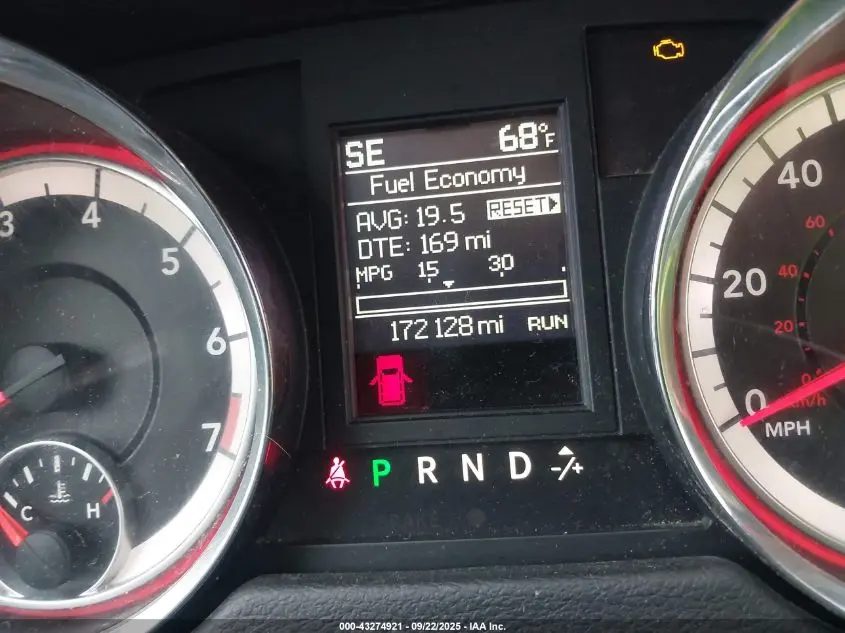 SE 68°F
Fuel Economy
AVG: 19.5 RESET
DTE: 169 mi
MPG 15 30
172128 mi RUN
P R N D -/+
3 4 5 6 7
C H
0 20 40
MPH
0 20 40 60
km/h
000-43274921 - 09/22/2025 - IAA Inc.